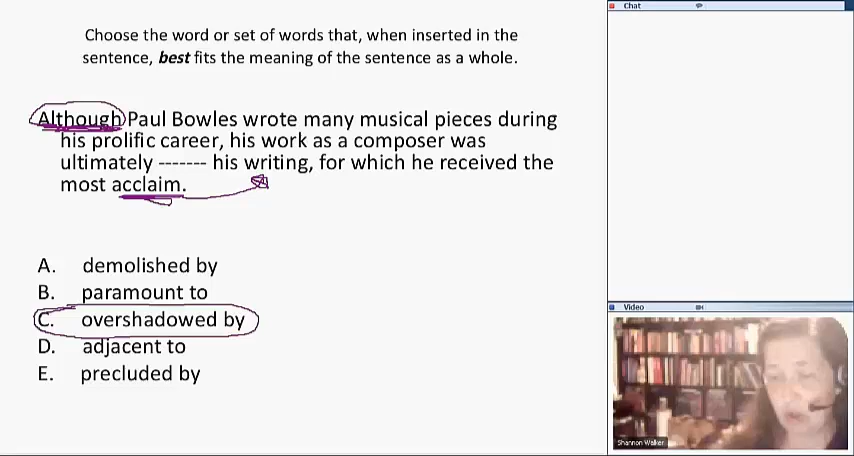 Choose the word or set of words that, when inserted in the
sentence, best fits the meaning of the sentence as a whole.
Although Paul Bowles wrote many musical pieces during
his prolific career, his work as a composer was
ultimately ------- his writing, for which he received the
most acclaim.
A. demolished by
B. paramount to
C. overshadowed by
D. adjacent to
E. precluded by
Chat
Video
Shannon Walker